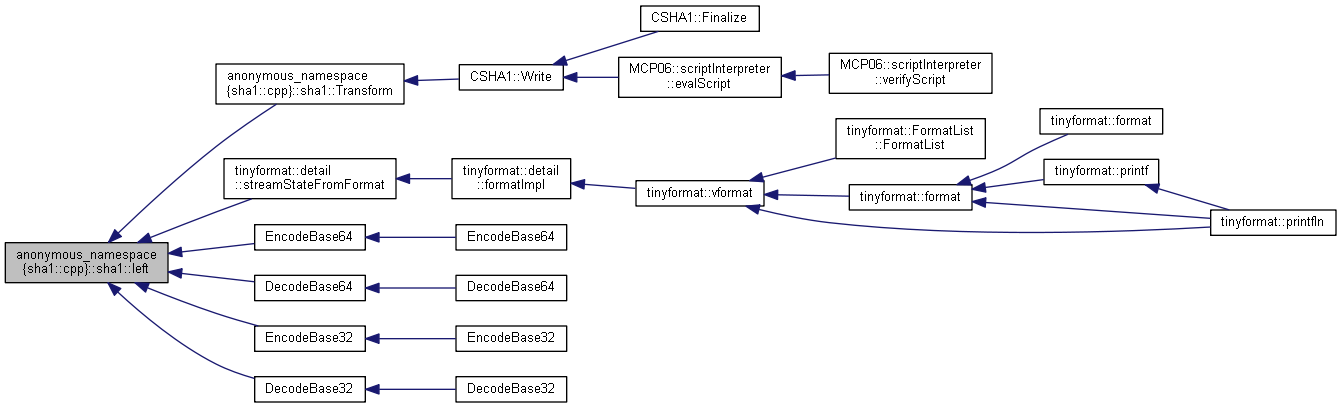 CSHA1::Finalize
anonymous_namespace
{sha1::cpp}::sha1::Transform
CSHA1::Write
MCP06::scriptInterpreter
::evalScript
MCP06::scriptInterpreter
::verifyScript
tinyformat::FormatList
::FormatList
tinyformat::format
tinyformat::detail
::streamStateFromFormat
tinyformat::detail
::formatImpl
tinyformat::vformat
tinyformat::format
tinyformat::printf
tinyformat::printfln
EncodeBase64
EncodeBase64
anonymous_namespace
{sha1::cpp}::sha1::left
DecodeBase64
DecodeBase64
EncodeBase32
EncodeBase32
DecodeBase32
DecodeBase32